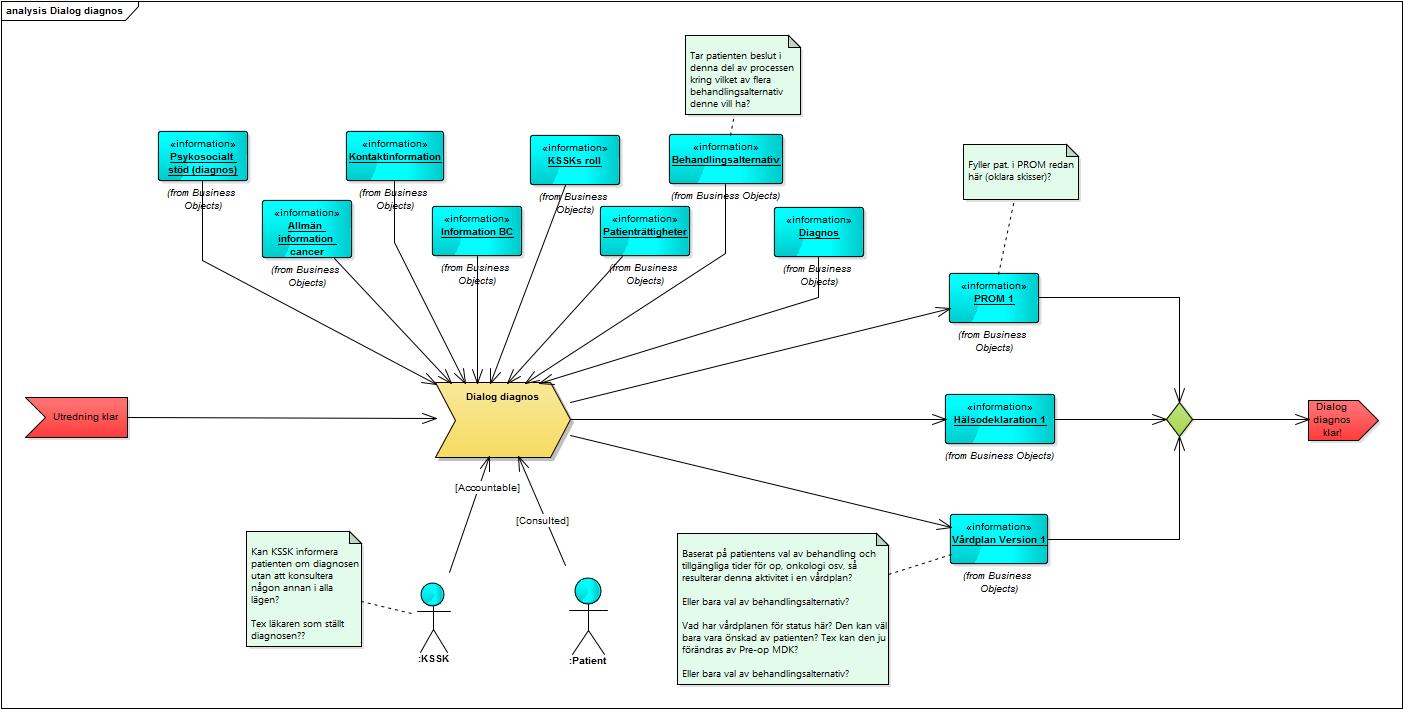 analysis Dialog diagnos
Tar patienten beslut i
denna del av processen
kring vilket av flera
behandlingsalternativ
denne vill ha?
«information»
Psykosocialt
stöd (diagnos)
(from Business
Objects)
«information»
Kontaktinformation
(from Business
Objects)
«information»
KSSKs roll
(from Business
Objects)
«information»
Behandlingsalternativ
(from Business Objects)
Fyller pat. i PROM redan
här (oklara skisser)?
«information»
Allmän
information
cancer
(from Business
Objects)
«information»
Information BC
(from Business
Objects)
«information»
Patienträttigheter
(from Business
Objects)
«information»
Diagnos
(from Business
Objects)
«information»
PROM 1
(from Business
Objects)
Utredning klar
Dialog diagnos
«information»
Hälsodeklaration 1
(from Business Objects)
Dialog
diagnos
klar!
[Accountable]
[Consulted]
«information»
Vårdplan Version 1
(from Business
Objects)
Kan KSSK informera
patienten om diagnosen
utan att konsultera
någon annan i alla
lägen?
Tex läkaren som ställt
diagnosen??
:KSSK
:Patient
Baserat på patientens val av behandling och
tillgängliga tider för op, onkologi osv, så
resulterar denna aktivitet i en vårdplan?
Eller bara val av behandlingsalternativ?
Vad har vårdplanen för status här? Den kan väl
bara vara önskad av patienten? Tex kan den ju
förändras av Pre-op MDK?
Eller bara val av behandlingsalternativ?